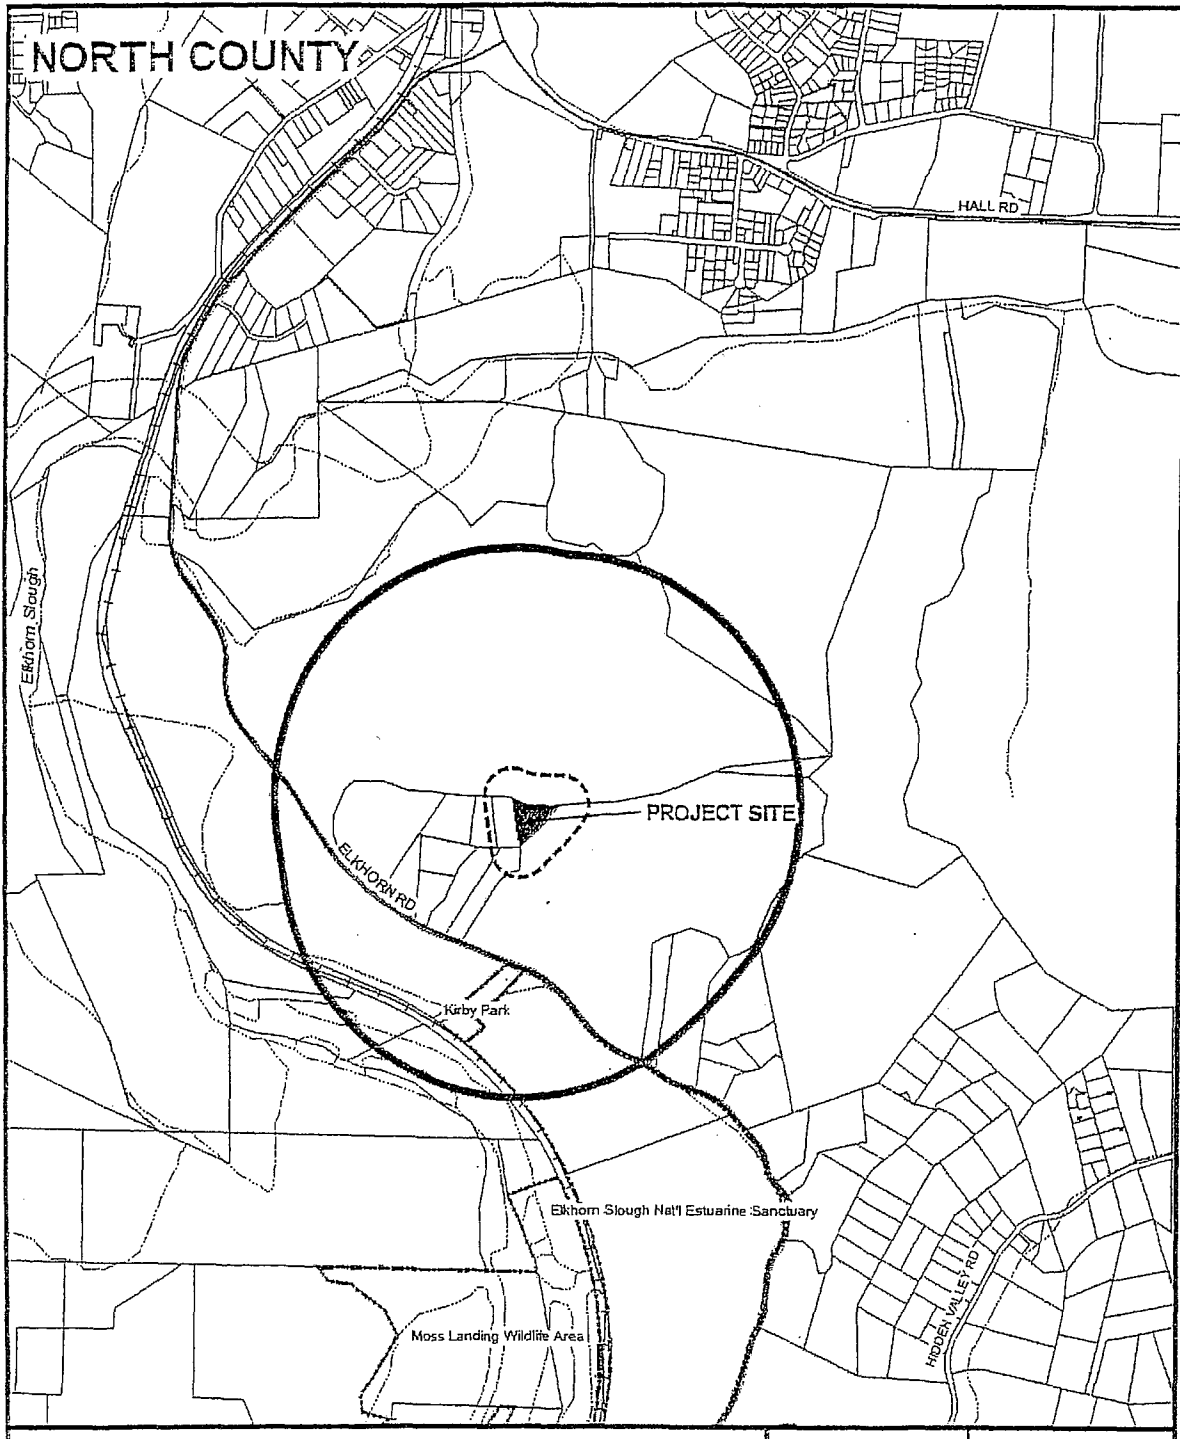 NORTH COUNTY
HALL RD
Elkhorn Slough
PROJECT SITE
ELKHORN RD
Kirby Park
Elkhorn Slough Nat'l Estuarine Sanctuary
HIDDEN VALLEY RD
Moss Landing Wildlife Area